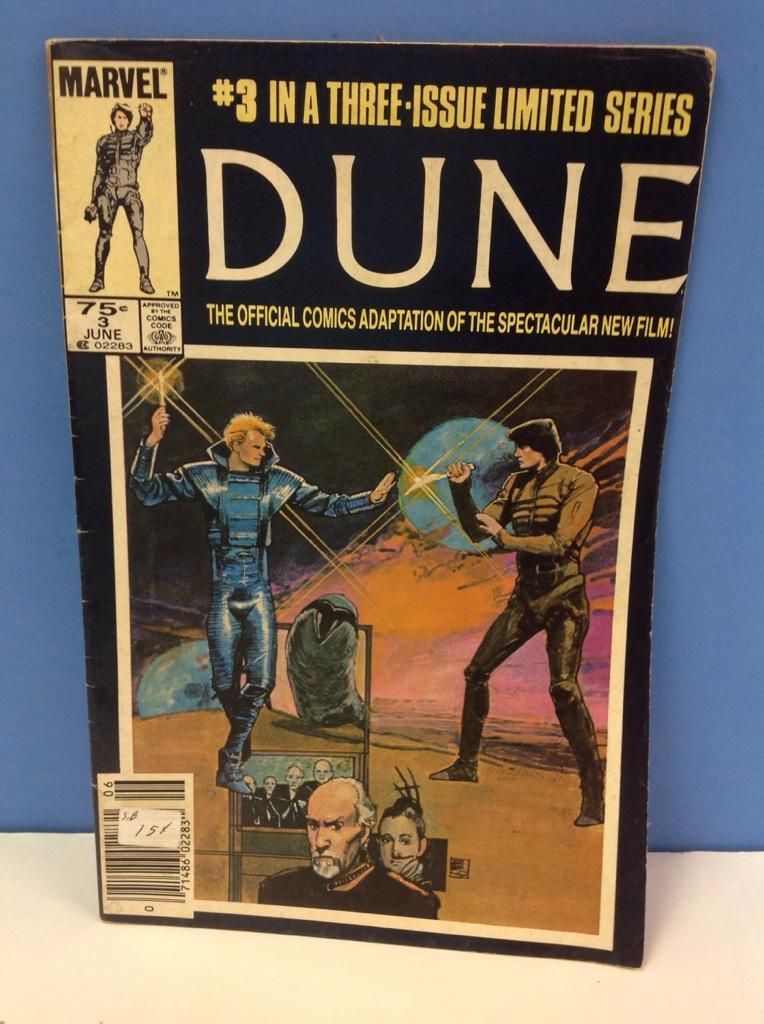 MARVEL®
#3 IN A THREE-ISSUE LIMITED SERIES
DUNE
THE OFFICIAL COMICS ADAPTATION OF THE SPECTACULAR NEW FILM!
TM
75¢
3
JUNE
02283
APPROVED
BY THE
COMICS
CODE
AUTHORITY
06
71486 02283
0